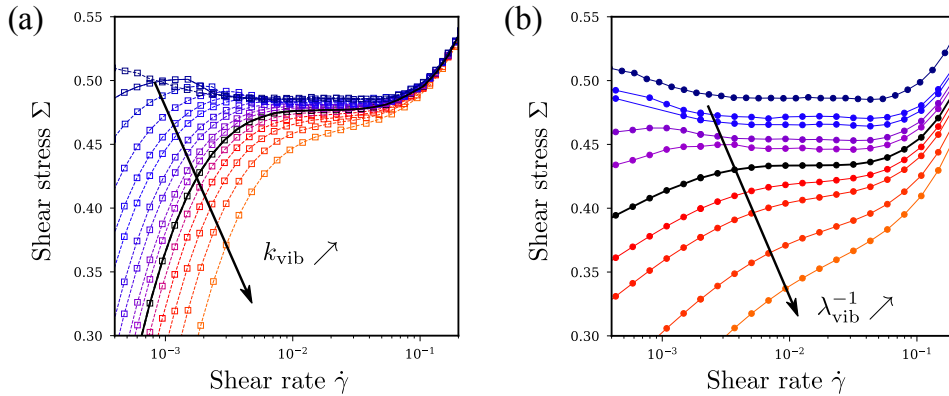 (a)
Shear stress Σ
0.55
0.50
0.45
0.40
0.35
0.30
k_vib ↗
10⁻³
10⁻²
10⁻¹
Shear rate γ̇
(b)
Shear stress Σ
0.55
0.50
0.45
0.40
0.35
0.30
λ_vib⁻¹ ↗
10⁻³
10⁻²
10⁻¹
Shear rate γ̇